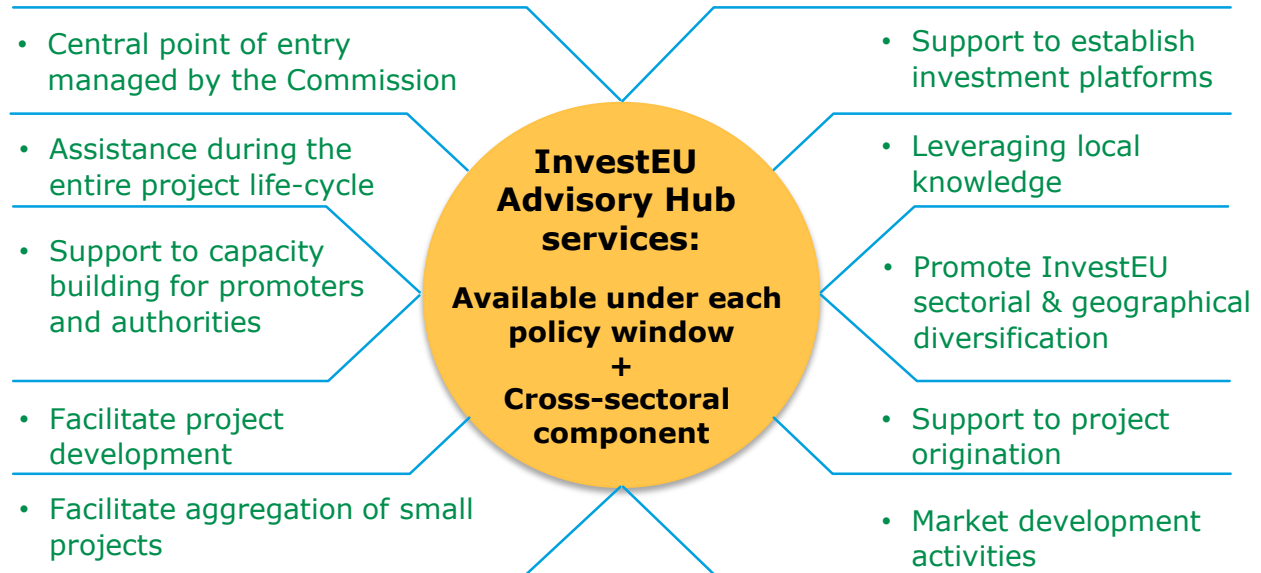 • Central point of entry
managed by the Commission
• Assistance during the
entire project life-cycle
• Support to capacity
building for promoters
and authorities
• Facilitate project
development
• Facilitate aggregation of small
projects
InvestEU
Advisory Hub
services:
Available under each
policy window
+
Cross-sectoral
component
• Support to establish
investment platforms
• Leveraging local
knowledge
• Promote InvestEU
sectorial & geographical
diversification
• Support to project
origination
• Market development
activities